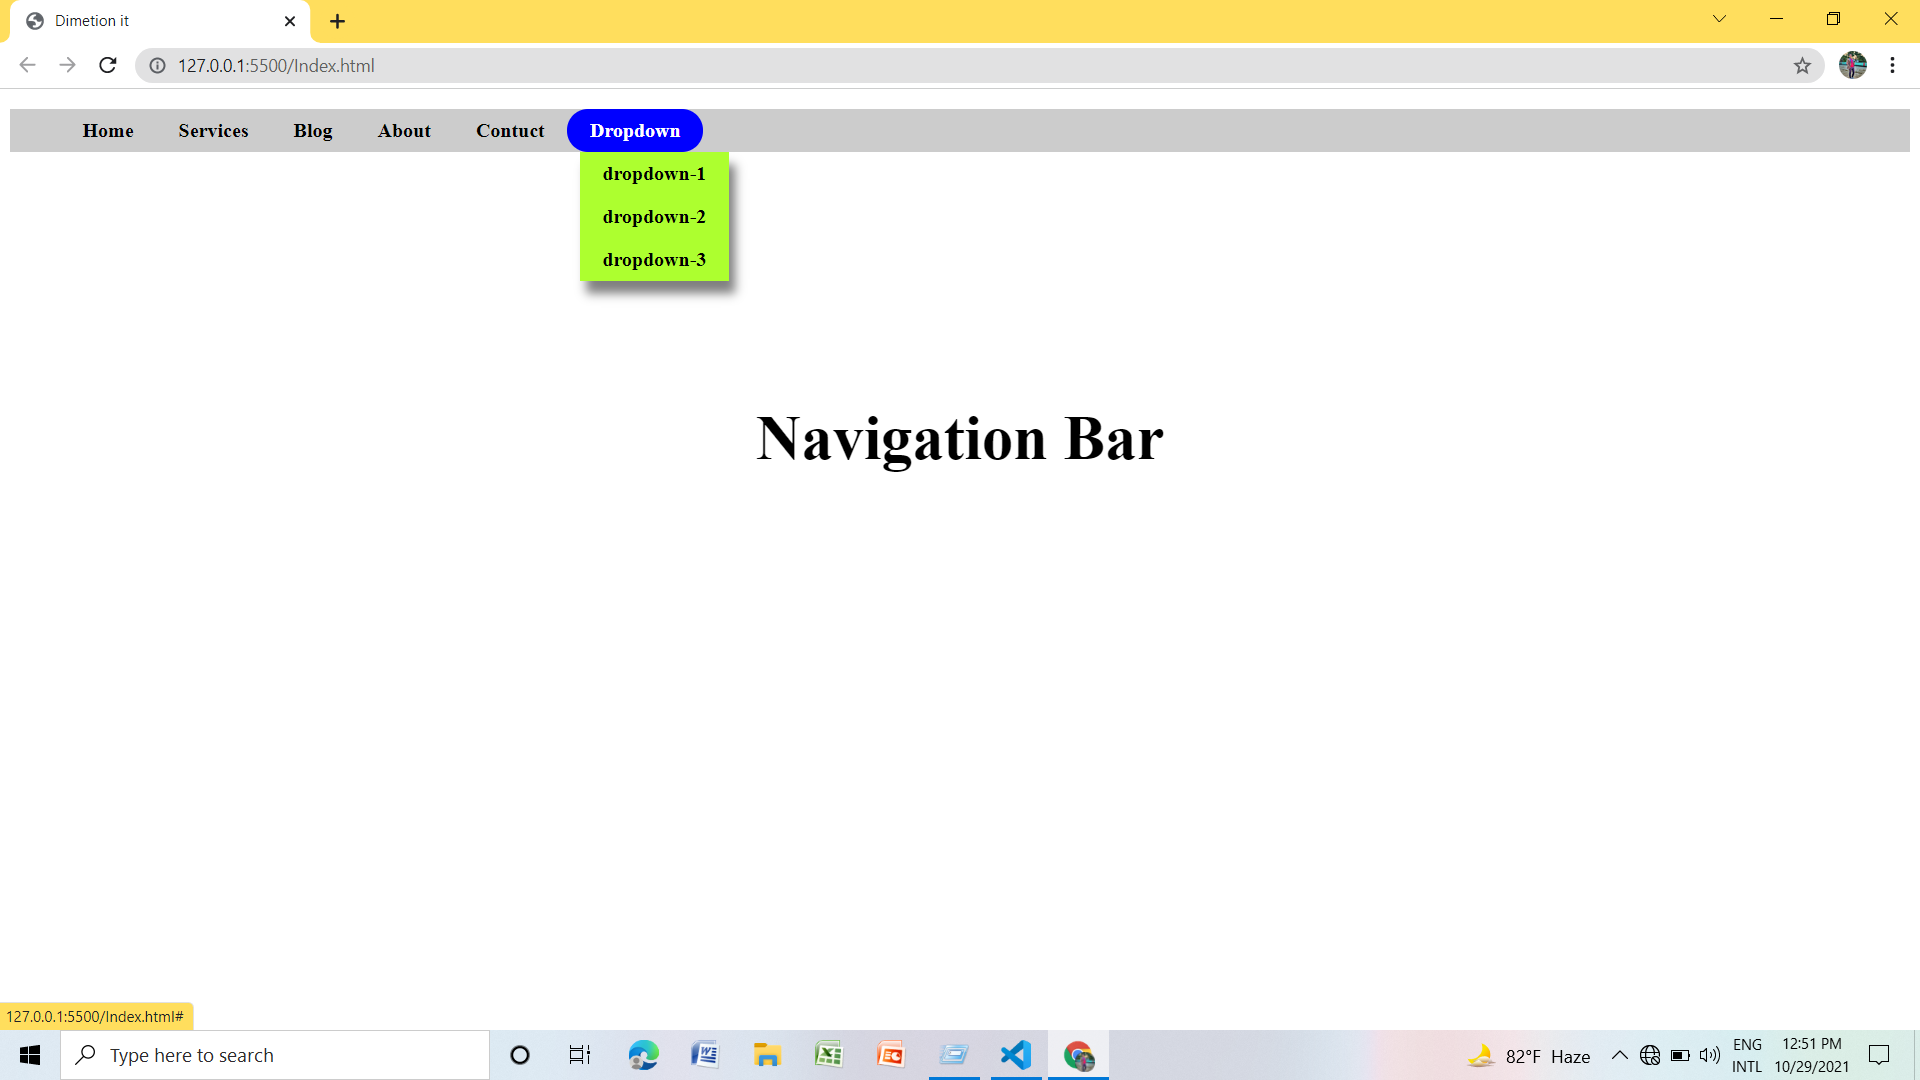 Dimetion it
127.0.0.1:5500/Index.html
Home Services Blog About Contuct Dropdown
dropdown-1
dropdown-2
dropdown-3
Navigation Bar
127.0.0.1:5500/Index.html#
Type here to search
82°F Haze
ENG
INTL
12:51 PM
10/29/2021